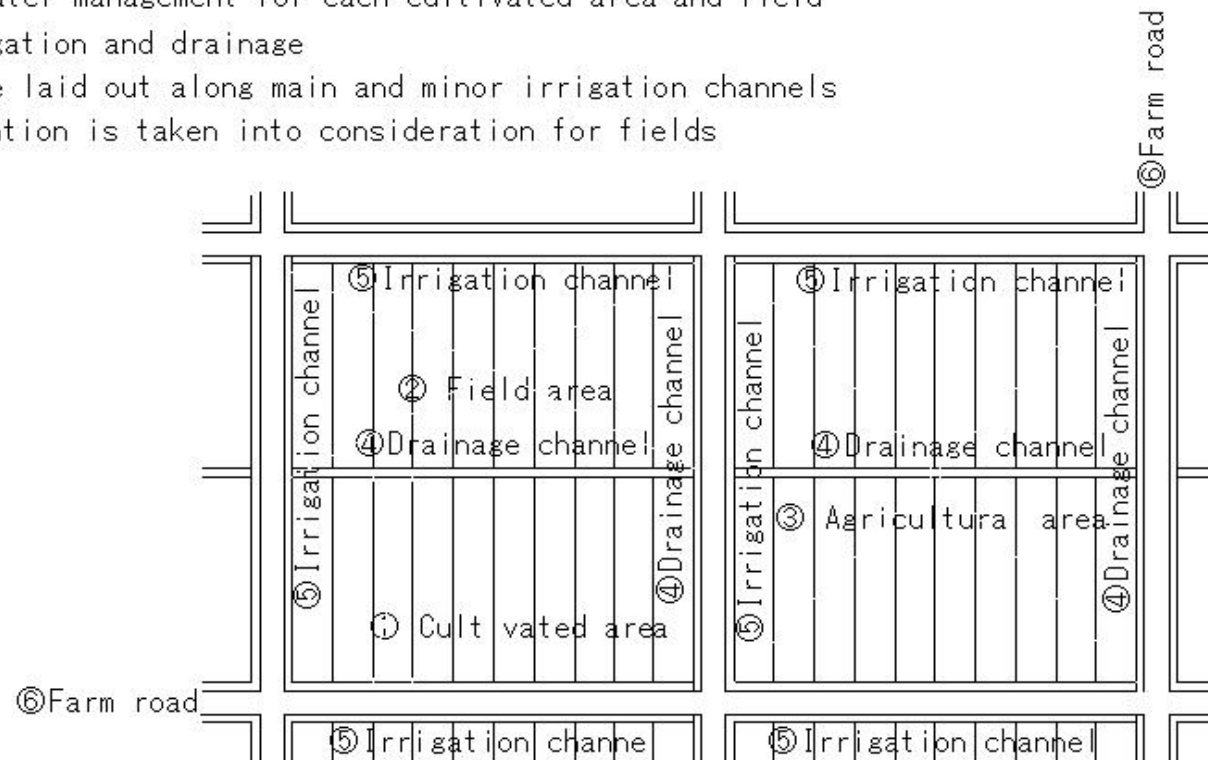 ater management for each cultivated area and field
gation and drainage
e laid out along main and minor irrigation channels
ation is taken into consideration for fields
⑥Farm road
⑤Irrigation channel
⑤Irrigation channel
⑤Irrigation channel
④Drainage channel
⑤Irrigation channel
④Drainage channel
② Field area
④Drainage channel
④Drainage channel
③ Agricultura area
① Cult vated area
⑥Farm road
⑤Irrigation channe
⑤Irrigation channel